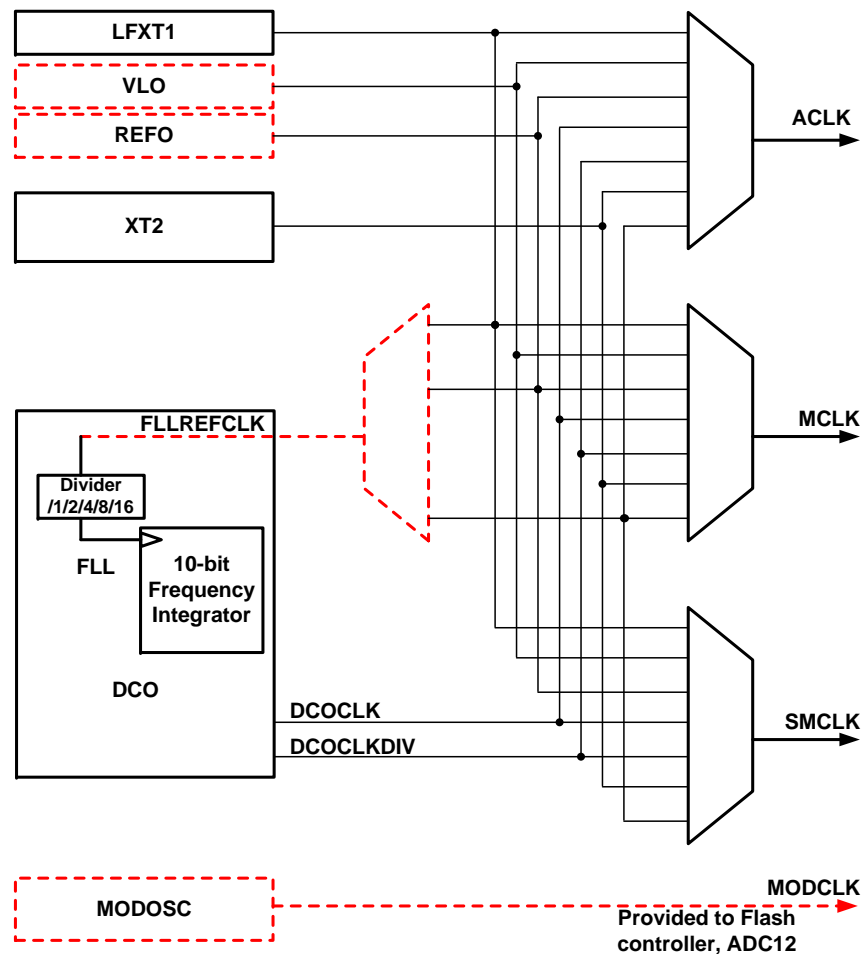 LFXT1
VLO
REFO
XT2
ACLK
FLLREFCLK
Divider
/1/2/4/8/16
FLL
10-bit
Frequency
Integrator
DCO
MCLK
DCOCLK
DCOCLKDIV
SMCLK
MODOSC
MODCLK
Provided to Flash
controller, ADC12